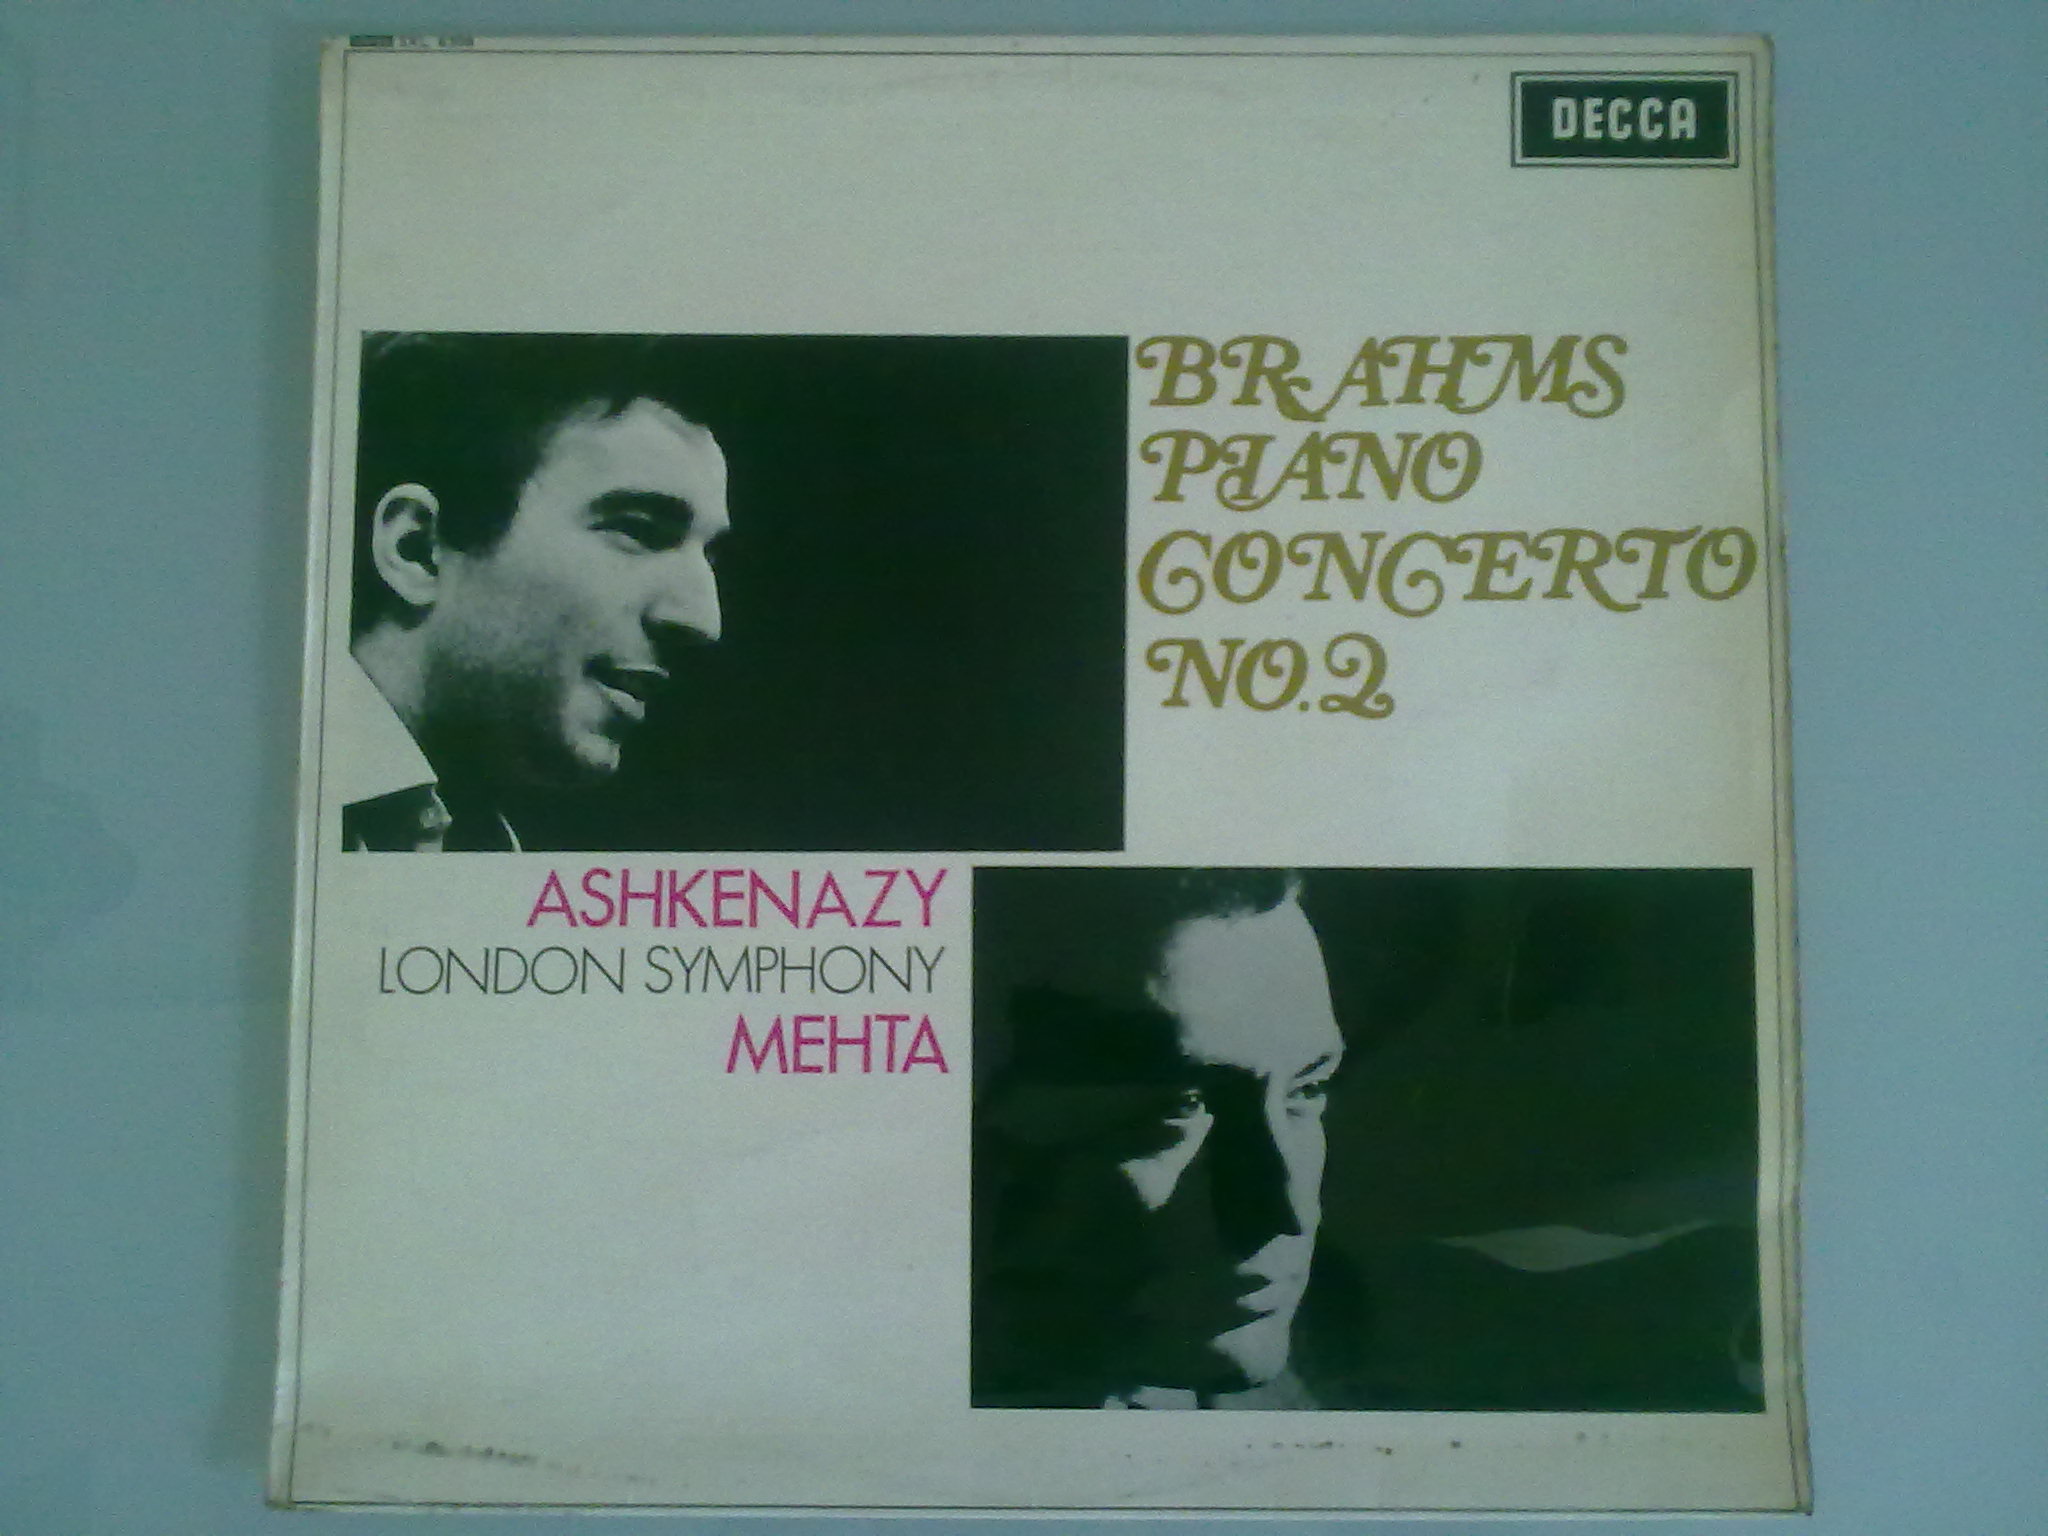 DECCA
BRAHMS
PIANO
CONCERTO
NO.2
ASHKENAZY
LONDON SYMPHONY
MEHTA